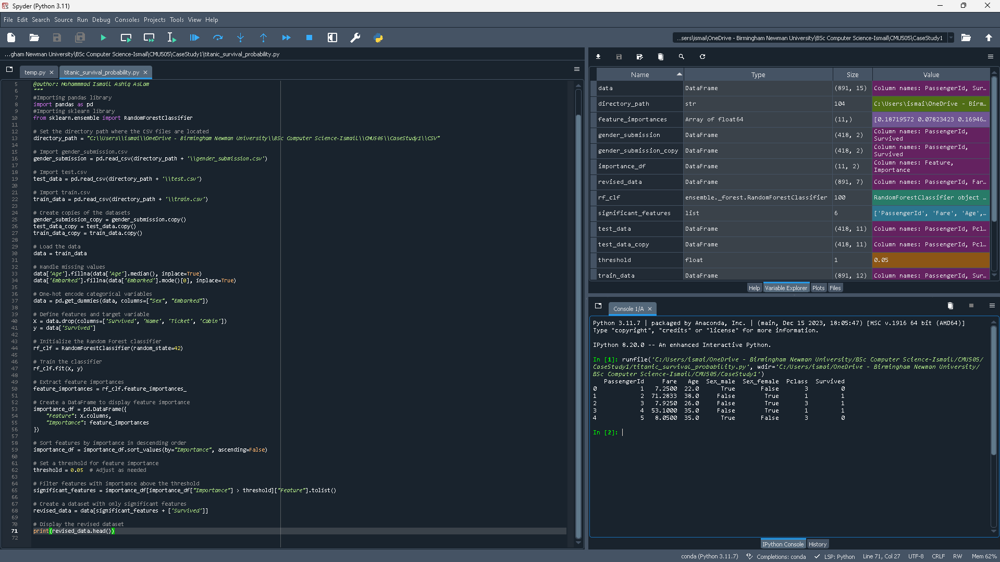 Spyder (Python 3.11)
File Edit Search Source Run Debug Consoles Projects Tools View Help
...sers\ismai\OneDrive - Birmingham Newman University\BSc Computer Science-Ismail\CMU505\CaseStudy1
...gham Newman University\BSc Computer Science-Ismail\CMU505\CaseStudy1\titanic_survival_probability.py
temp.py
titanic_survival_probability.py
5 @author: Mohammmad Ismail Ashiq Aslam
6 """
7 #Importing pandas library
8 import pandas as pd
9 #Importing sklearn library
10 from sklearn.ensemble import RandomForestClassifier
11
12 # Set the directory path where the CSV files are located
13 directory_path = "C:\\Users\\ismai\\OneDrive - Birmingham Newman University\\BSc Computer Science-Ismail\\CMU505\\CaseStudy1\\CSV"
14
15 # Import gender_submission.csv
16 gender_submission = pd.read_csv(directory_path + '\\gender_submission.csv')
17
18 # Import test.csv
19 test_data = pd.read_csv(directory_path + '\\test.csv')
20
21 # Import train.csv
22 train_data = pd.read_csv(directory_path + '\\train.csv')
23
24 # Create copies of the datasets
25 gender_submission_copy = gender_submission.copy()
26 test_data_copy = test_data.copy()
27 train_data_copy = train_data.copy()
28
29 # Load the data
30 data = train_data
31
32 # Handle missing values
33 data['Age'].fillna(data['Age'].median(), inplace=True)
34 data['Embarked'].fillna(data['Embarked'].mode()[0], inplace=True)
35
36 # One-hot encode categorical variables
37 data = pd.get_dummies(data, columns=["Sex", "Embarked"])
38
39 # Define features and target variable
40 X = data.drop(columns=['Survived', 'Name', 'Ticket', 'Cabin'])
41 y = data['Survived']
42
43 # Initialize the Random Forest classifier
44 rf_clf = RandomForestClassifier(random_state=42)
45
46 # Train the classifier
47 rf_clf.fit(X, y)
48
49 # Extract feature importances
50 feature_importances = rf_clf.feature_importances_
51
52 # Create a DataFrame to display feature importance
53 importance_df = pd.DataFrame({
54 "Feature": X.columns,
55 "Importance": feature_importances
56 })
57
58 # Sort features by importance in descending order
59 importance_df = importance_df.sort_values(by="Importance", ascending=False)
60
61 # Set a threshold for feature importance
62 threshold = 0.05 # Adjust as needed
63
64 # Filter features with importance above the threshold
65 significant_features = importance_df[importance_df["Importance"] > threshold]["Feature"].tolist()
66
67 # Create a dataset with only significant features
68 revised_data = data[significant_features + ['Survived']]
69
70 # Display the revised dataset
71 print(revised_data.head())
72
Name Type Size Value
data DataFrame (891, 15) Column names: PassengerId, Sur…
directory_path str 104 C:\Users\ismai\OneDrive - Birm…
feature_importances Array of float64 (11,) [0.18719572 0.07823423 0.16946…
gender_submission DataFrame (418, 2) Column names: PassengerId,
Survived
gender_submission_copy DataFrame (418, 2) Column names: PassengerId,
Survived
importance_df DataFrame (11, 2) Column names: Feature,
Importance
revised_data DataFrame (891, 7) Column names: PassengerId, Far…
rf_clf ensemble._forest.RandomForestClassifier 100 RandomForestClassifier object …
significant_features list 6 ['PassengerId', 'Fare', 'Age',…
test_data DataFrame (418, 11) Column names: PassengerId, Pcl…
test_data_copy DataFrame (418, 11) Column names: PassengerId, Pcl…
threshold float 1 0.05
train_data DataFrame (891, 12) Column names: PassengerId, Sur…
Help Variable Explorer Plots Files
Console 1/A
Python 3.11.7 | packaged by Anaconda, Inc. | (main, Dec 15 2023, 18:05:47) [MSC v.1916 64 bit (AMD64)]
Type "copyright", "credits" or "license" for more information.
IPython 8.20.0 -- An enhanced Interactive Python.
In [1]: runfile('C:/Users/ismai/OneDrive - Birmingham Newman University/BSc Computer Science-Ismail/CMU505/
CaseStudy1/titanic_survival_probability.py', wdir='C:/Users/ismai/OneDrive - Birmingham Newman University/
BSc Computer Science-Ismail/CMU505/CaseStudy1')
PassengerId Fare Age Sex_male Sex_female Pclass Survived
0 1 7.2500 22.0 True False 3 0
1 2 71.2833 38.0 False True 1 1
2 3 7.9250 26.0 False True 3 1
3 4 53.1000 35.0 False True 1 1
4 5 8.0500 35.0 True False 3 0
In [2]:
IPython Console History
conda (Python 3.11.7) Completions: conda LSP: Python Line 71, Col 27 UTF-8 CRLF RW Mem 62%